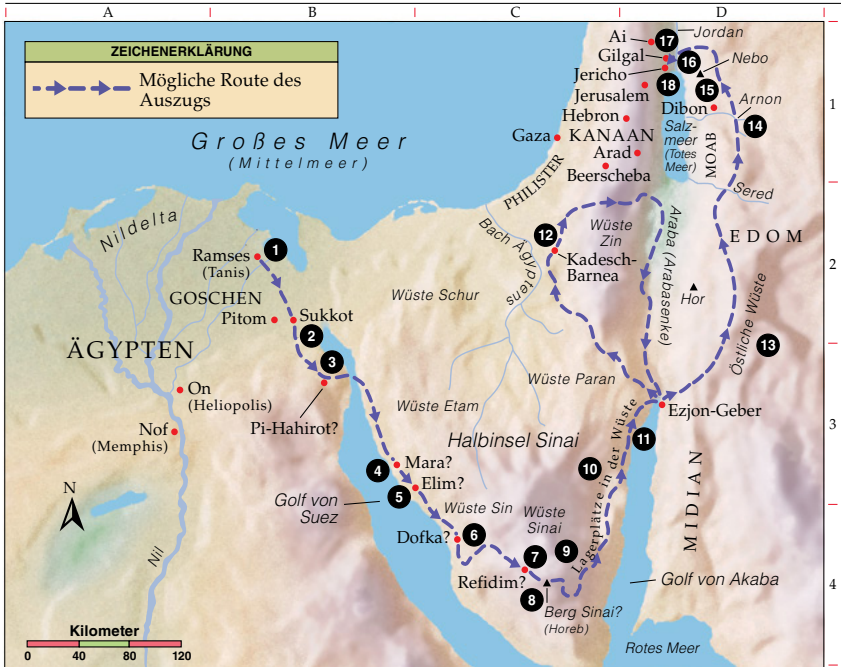 A
B
C
D
ZEICHENERKLÄRUNG
Mögliche Route des
Auszugs
Großes Meer
(Mittelmeer)
Ai
17
Jordan
Gilgal
16
Nebo
Jericho
15
Jerusalem
18
Dibon
Arnon
14
1
Hebron
Gaza
KANAAN
Salz-
meer
(Totes
Meer)
MOAB
Arad
Beerscheba
PHILISTER
Sered
Nildelta
1
Ramses
(Tanis)
GOSCHEN
Pitom
Sukkot
2
ÄGYPTEN
3
On
(Heliopolis)
Nof
(Memphis)
Pi-Hahirot?
Wüste Schur
Bach Ägyptens
12
Wüste
Zin
Kadesch-
Barnea
Araba (Arabasenke)
EDOM
2
Hor
Östliche Wüste
13
Wüste Paran
Wüste Etam
Ezjon-Geber
3
Halbinsel Sinai
11
Mara?
4
10
Elim?
5
Golf von
Suez
Lagerplätze in der Wüste
MIDIAN
Wüste Sin
Wüste
Sinai
Dofka?
6
7
9
Refidim?
8
Berg Sinai?
(Horeb)
Golf von Akaba
4
Rotes Meer
N
Nil
Kilometer
0
40
80
120